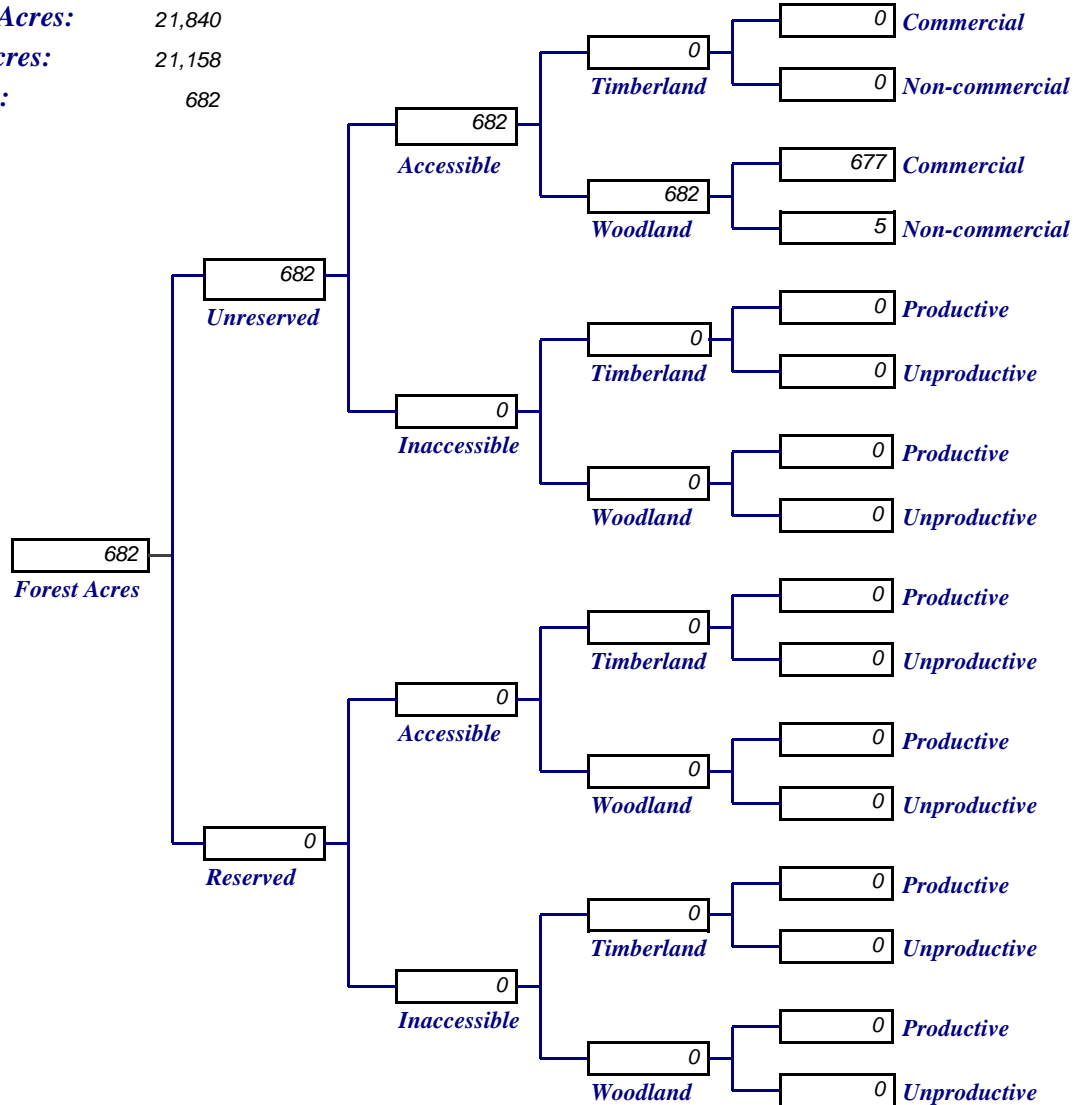 Acres: 21,840
cres: 21,158
: 682
0 Commercial
0
Timberland
0 Non-commercial
682
Accessible
677 Commercial
682
Woodland
5 Non-commercial
682
Unreserved
0 Productive
0
Timberland
0 Unproductive
0
Inaccessible
0 Productive
0
Woodland
0 Unproductive
682
Forest Acres
0 Productive
0
Timberland
0 Unproductive
0
Accessible
0 Productive
0
Woodland
0 Unproductive
0
Reserved
0 Productive
0
Timberland
0 Unproductive
0
Inaccessible
0 Productive
0
Woodland
0 Unproductive